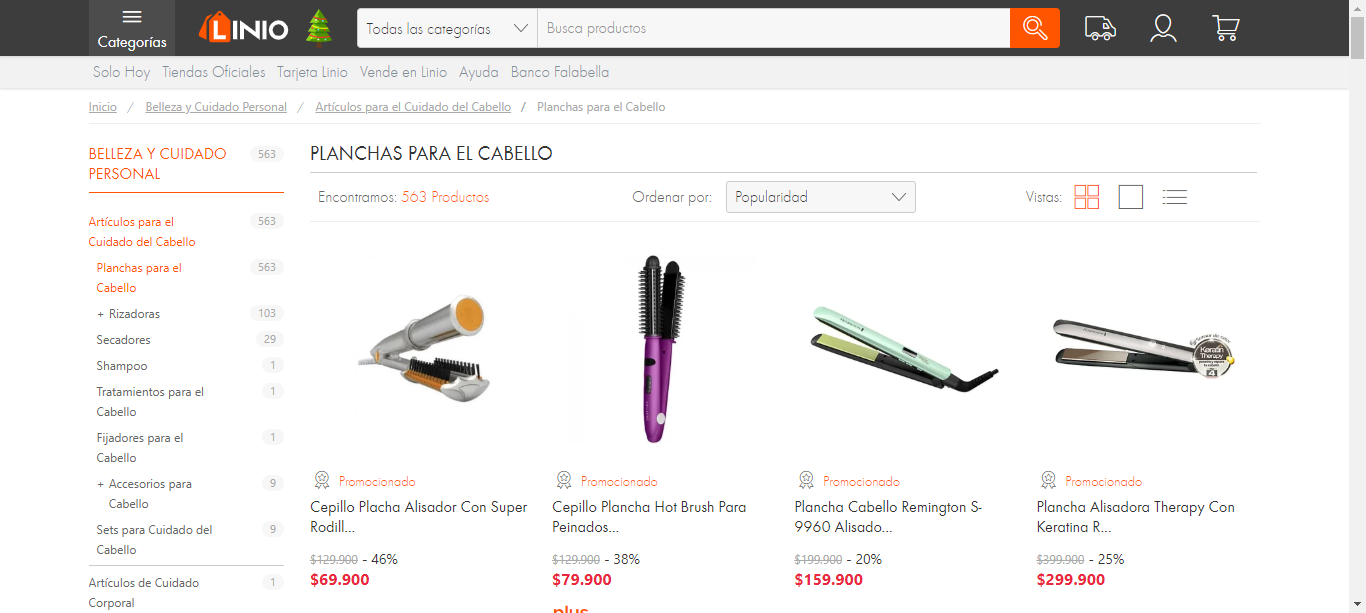 Categorías
LINIO
Todas las categorías
Busca productos
Solo Hoy Tiendas Oficiales Tarjeta Linio Vende en Linio Ayuda Banco Falabella
Inicio / Belleza y Cuidado Personal / Artículos para el Cuidado del Cabello / Planchas para el Cabello
BELLEZA Y CUIDADO 563
PERSONAL
Artículos para el 563
Cuidado del Cabello
Planchas para el 563
Cabello
+ Rizadoras 103
Secadores 29
Shampoo 1
Tratamientos para el 1
Cabello
Fijadores para el 1
Cabello
+ Accesorios para 9
Cabello
Sets para Cuidado del 9
Cabello
Artículos de Cuidado 1
Corporal
PLANCHAS PARA EL CABELLO
Encontramos: 563 Productos
Ordenar por: Popularidad
Vistas:
Keratin
Therapy
4
Promocionado
Cepillo Placha Alisador Con Super
Rodill...
$129.900 - 46%
$69.900
Promocionado
Cepillo Plancha Hot Brush Para
Peinados...
$129.900 - 38%
$79.900
plus
Promocionado
Plancha Cabello Remington S-
9960 Alisado...
$199.900 - 20%
$159.900
Promocionado
Plancha Alisadora Therapy Con
Keratina R...
$399.900 - 25%
$299.900